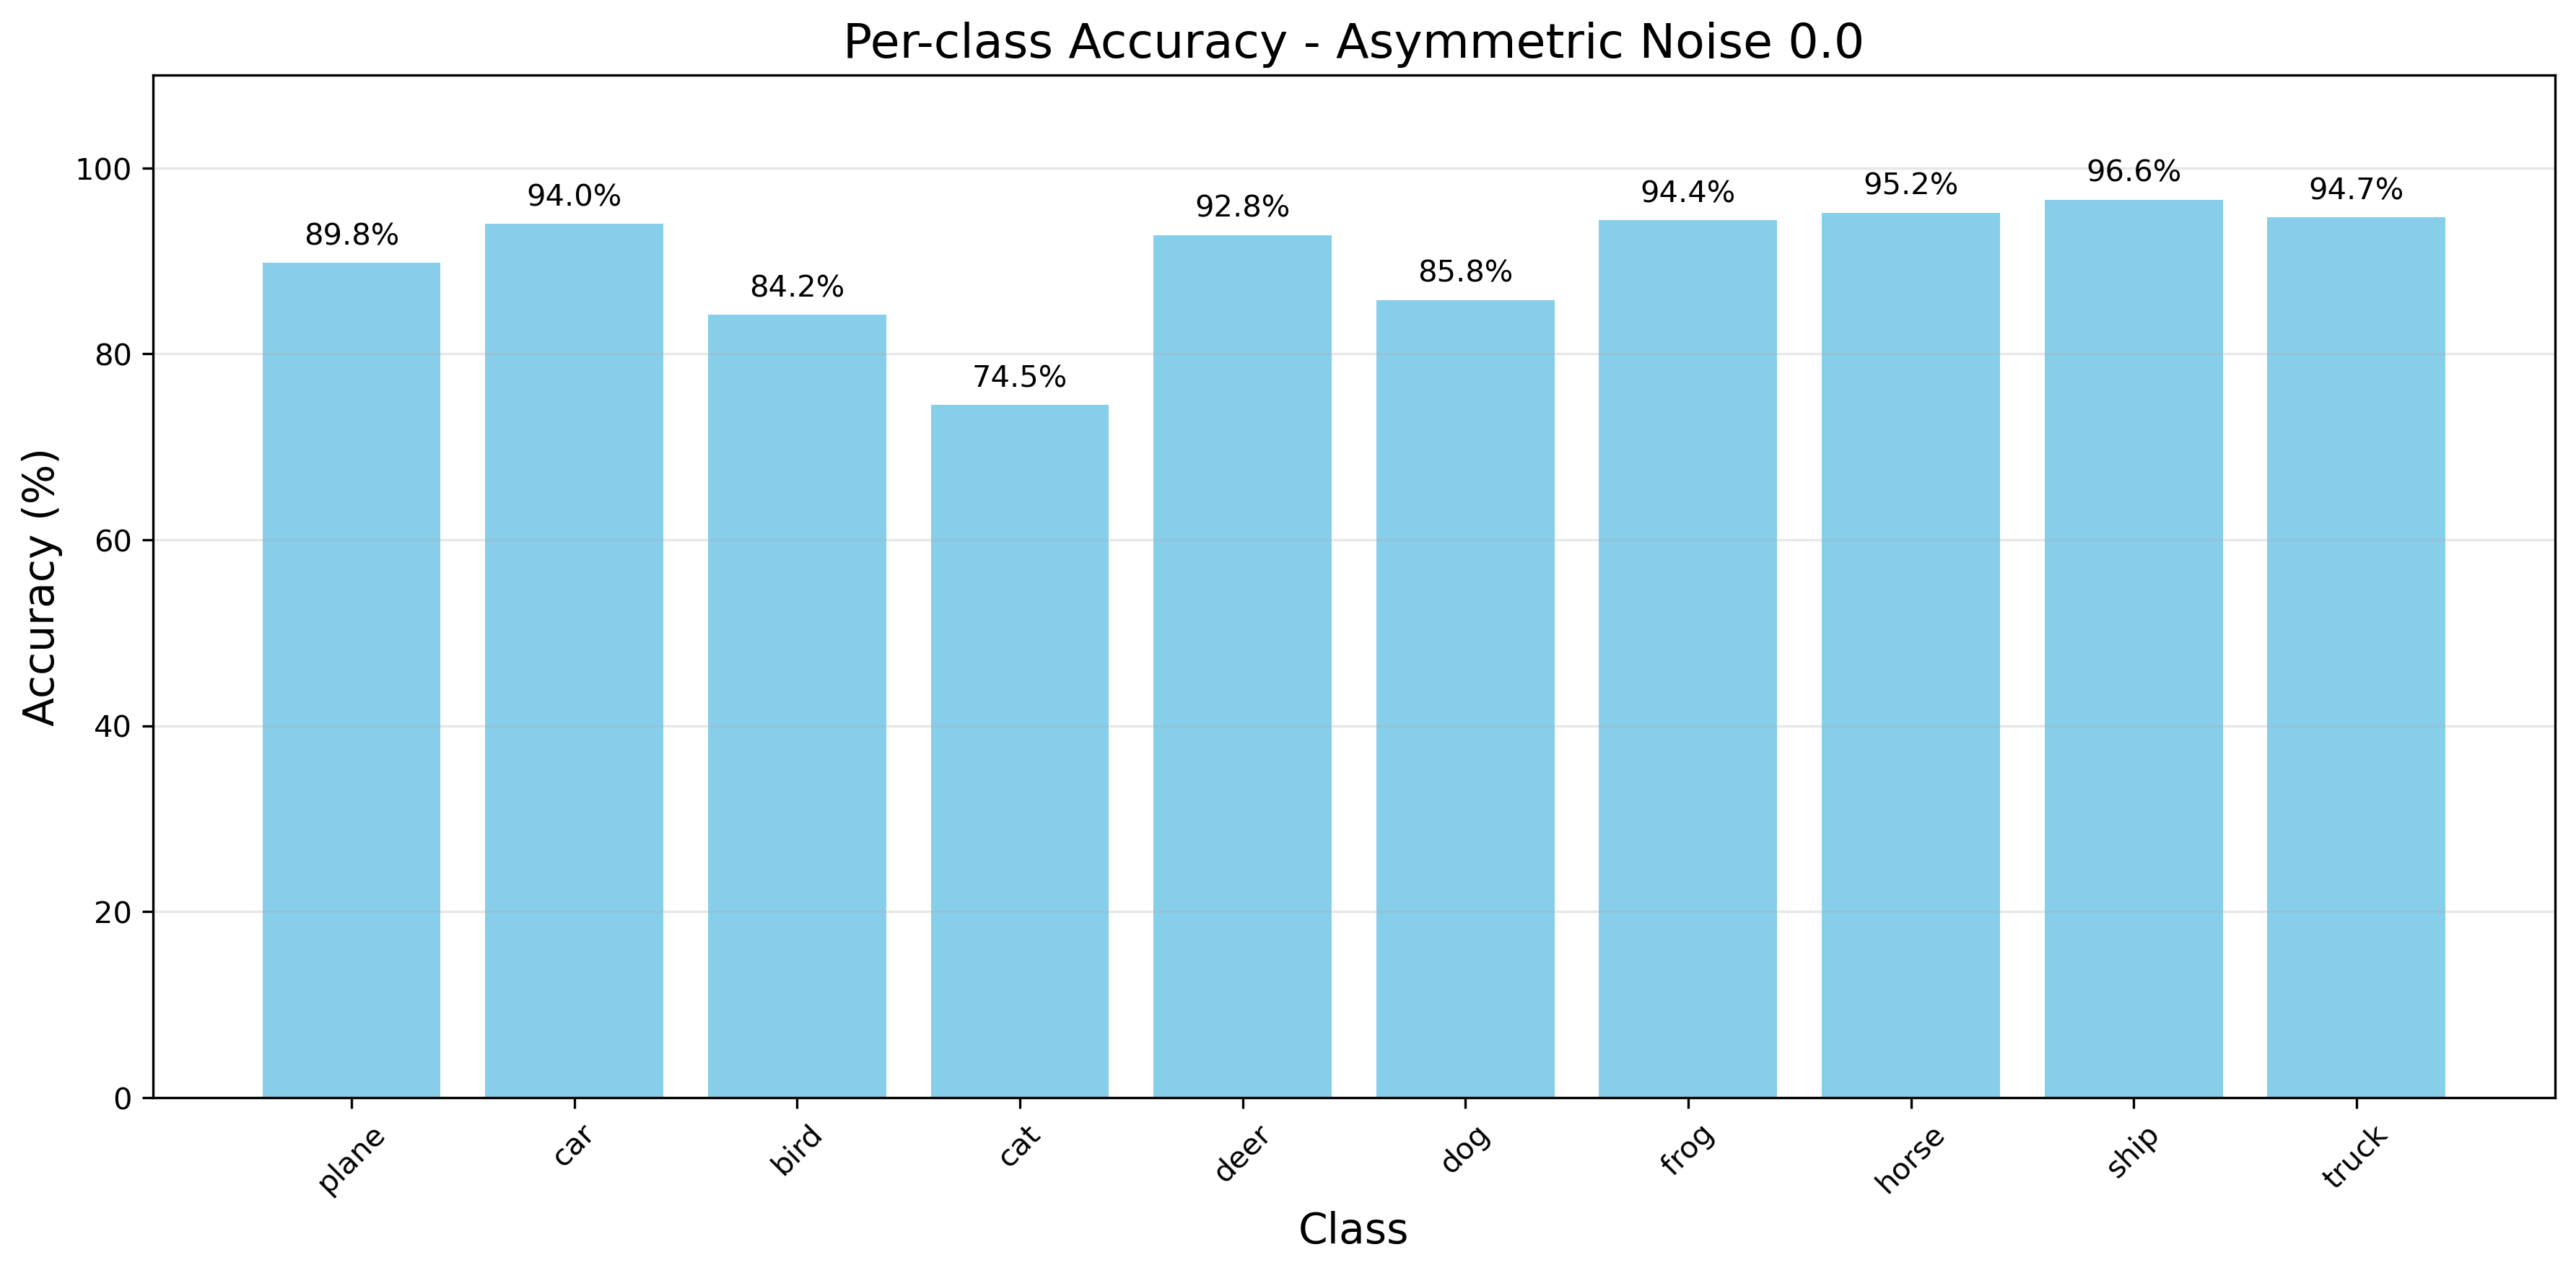 Per-class Accuracy - Asymmetric Noise 0.0
Accuracy (%)
100
80
60
40
20
0
89.8%
94.0%
84.2%
74.5%
92.8%
85.8%
94.4%
95.2%
96.6%
94.7%
plane
car
bird
cat
deer
dog
frog
horse
ship
truck
Class